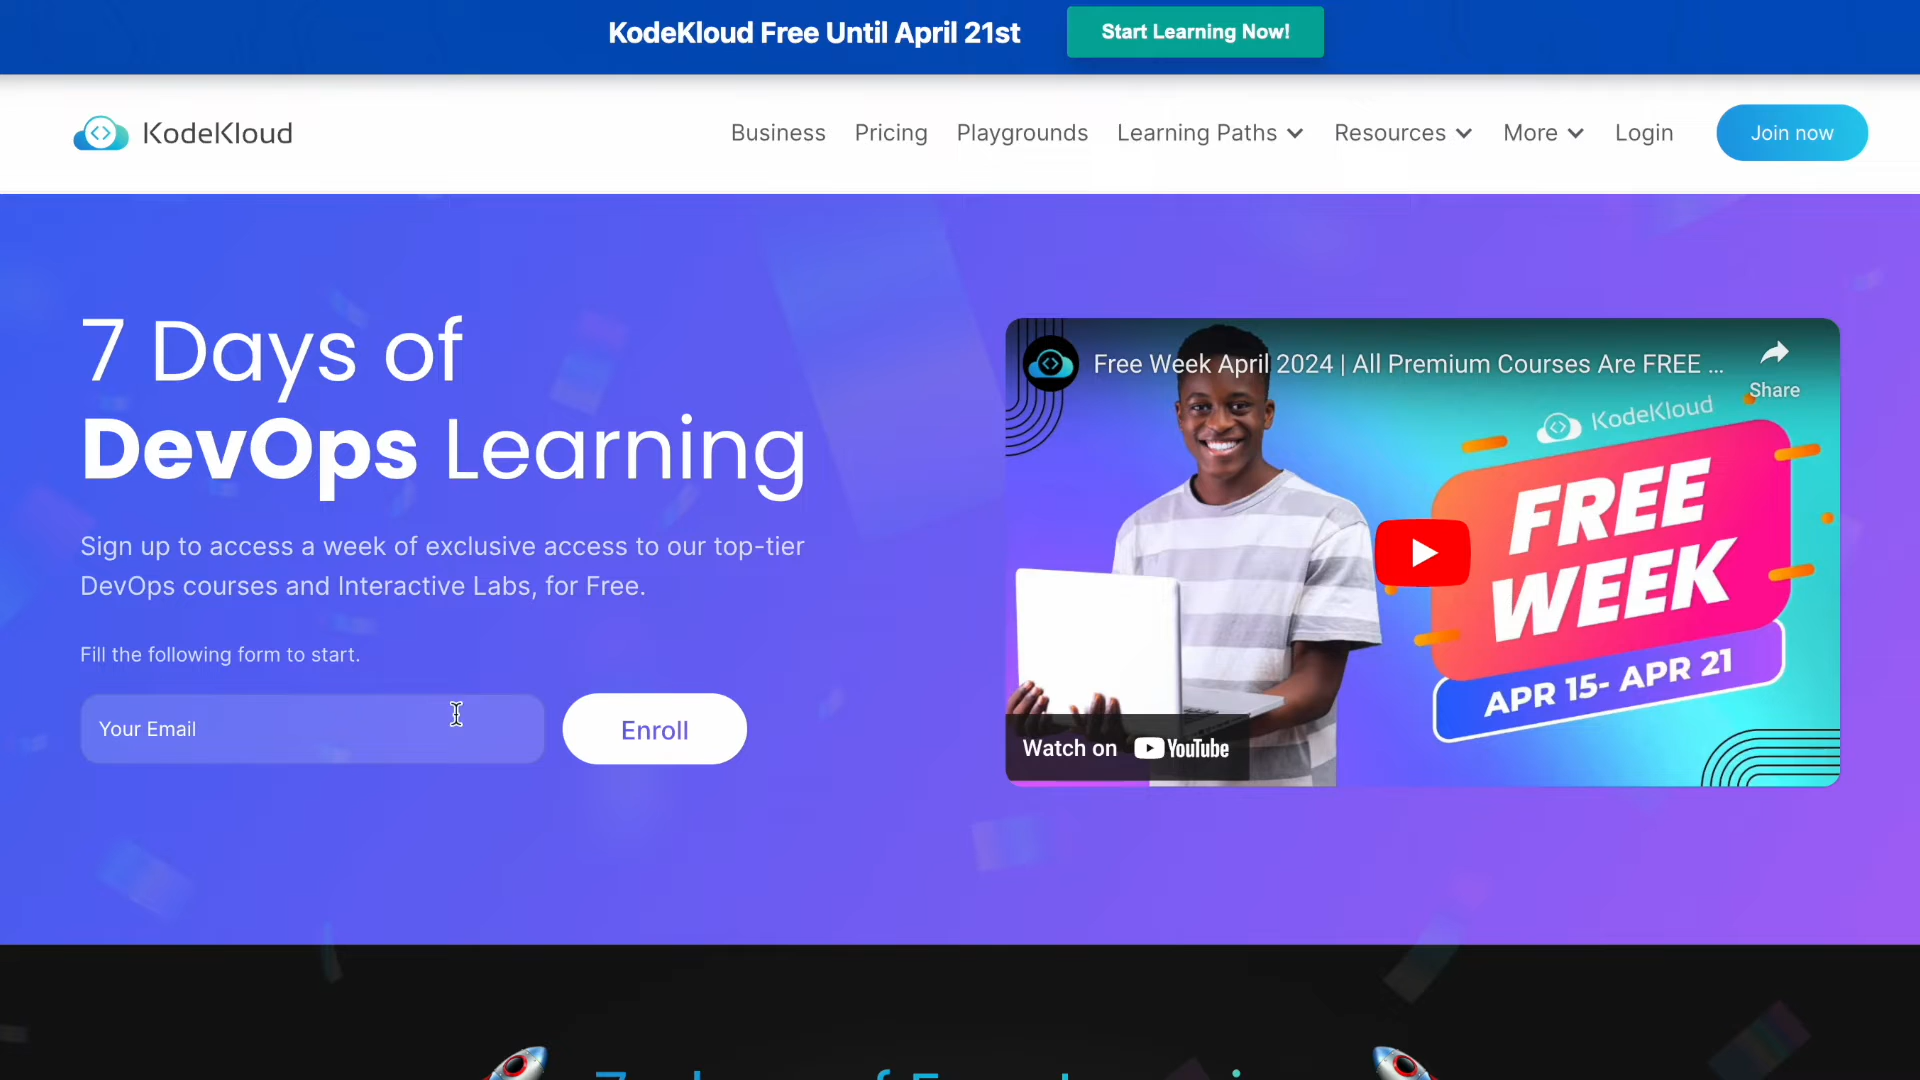 KodeKloud Free Until April 21st
Start Learning Now!
KodeKloud
Business
Pricing
Playgrounds
Learning Paths
Resources
More
Login
Join now
7 Days of
DevOps Learning
Sign up to access a week of exclusive access to our top-tier
DevOps courses and Interactive Labs, for Free.
Fill the following form to start.
Your Email
Enroll
Free Week April 2024 | All Premium Courses Are FREE ...
Share
KodeKloud
FREE
WEEK
APR 15- APR 21
Watch on YouTube